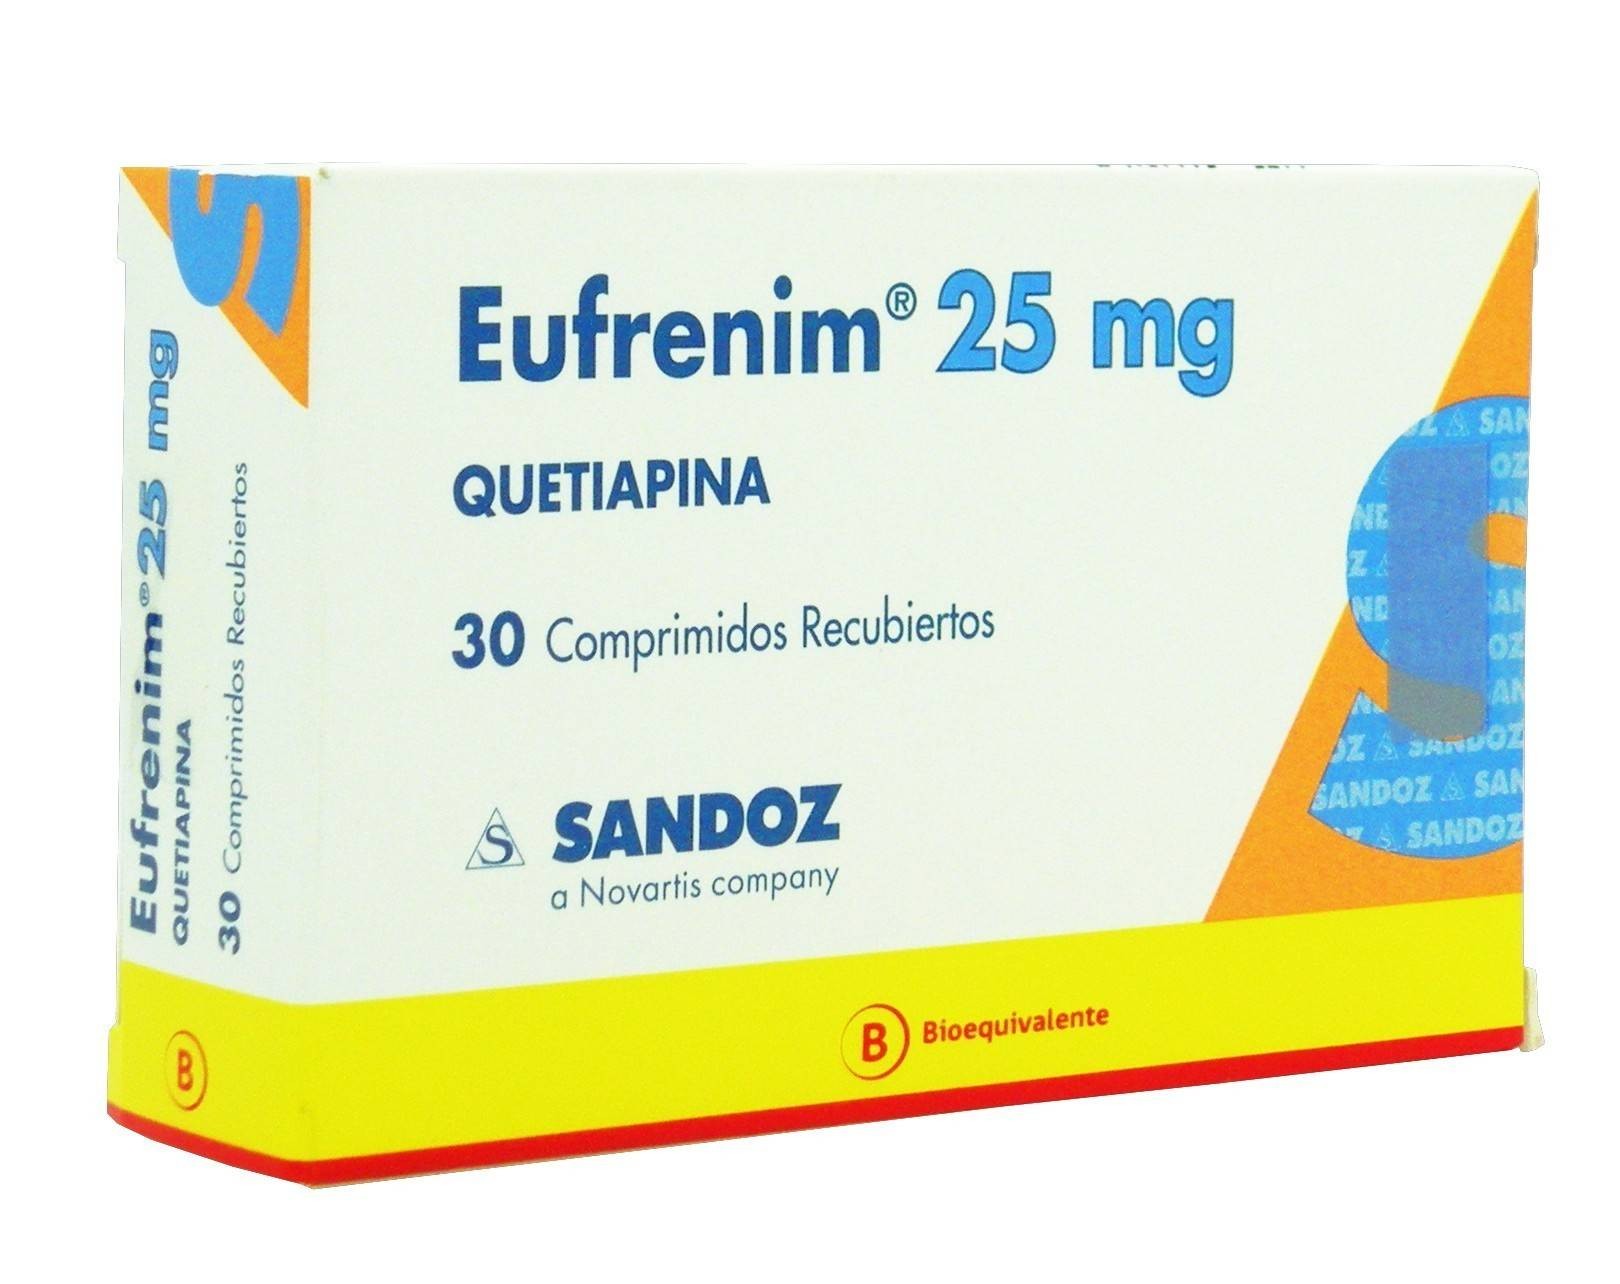 Eufrenim® 25 mg
QUETIAPINA
30 Comprimidos Recubiertos
Eufrenim® 25 mg
QUETIAPINA
30 Comprimidos Recubiertos
S SANDOZ
a Novartis company
SANDOZ
SANDOZ
SANDOZ
B Bioequivalente
B